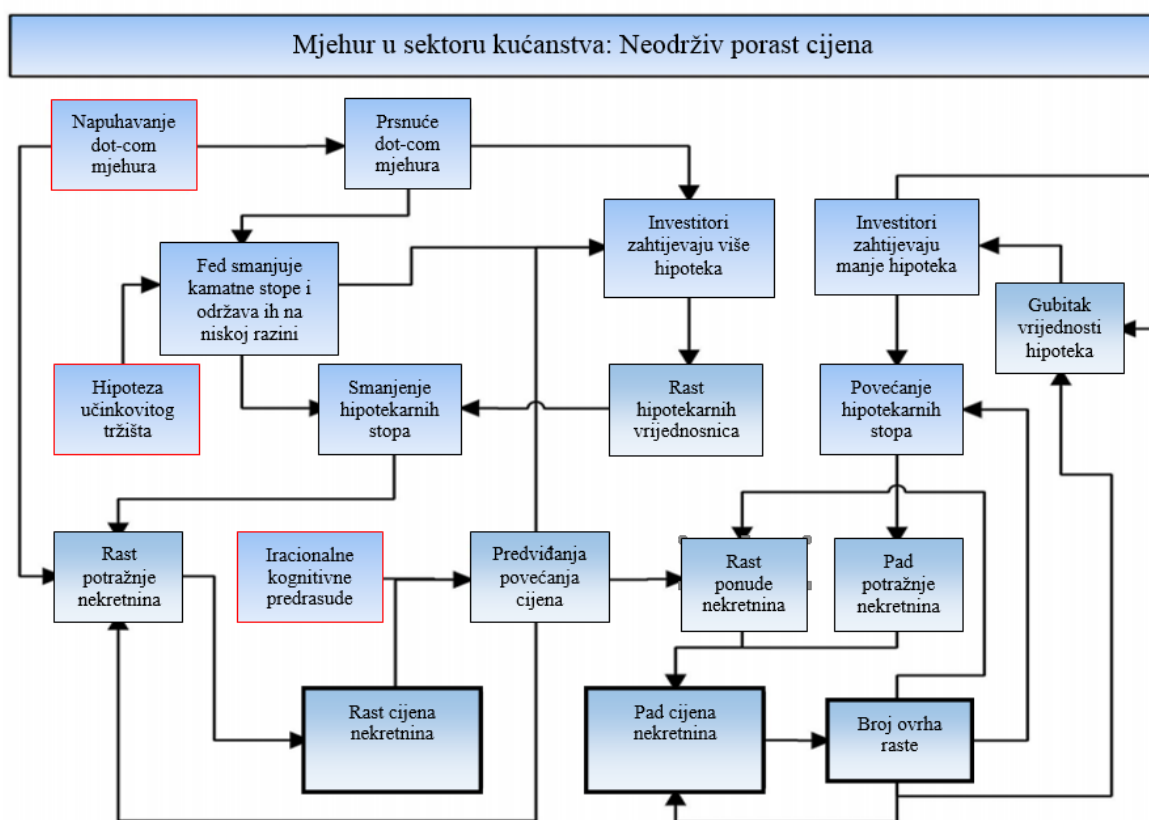 Mjehur u sektoru kućanstva: Neodrživ porast cijena
Napuhavanje
dot-com
mjehura
Prsnuće
dot-com
mjehura
Investitori
zahtijevaju više
hipoteka
Investitori
zahtijevaju
manje hipoteka
Fed smanjuje
kamatne stope i
održava ih na
niskoj razini
Gubitak
vrijednosti
hipoteka
Hipoteza
učinkovitog
tržišta
Smanjenje
hipotekarnih
stopa
Rast
hipotekarnih
vrijednosnica
Povećanje
hipotekarnih
stopa
Rast
potražnje
nekretnina
Iracionalne
kognitivne
predrasude
Predviđanja
povećanja
cijena
Rast
ponude
nekretnina
Pad
potražnje
nekretnina
Rast cijena
nekretnina
Pad cijena
nekretnina
Broj ovrha
raste